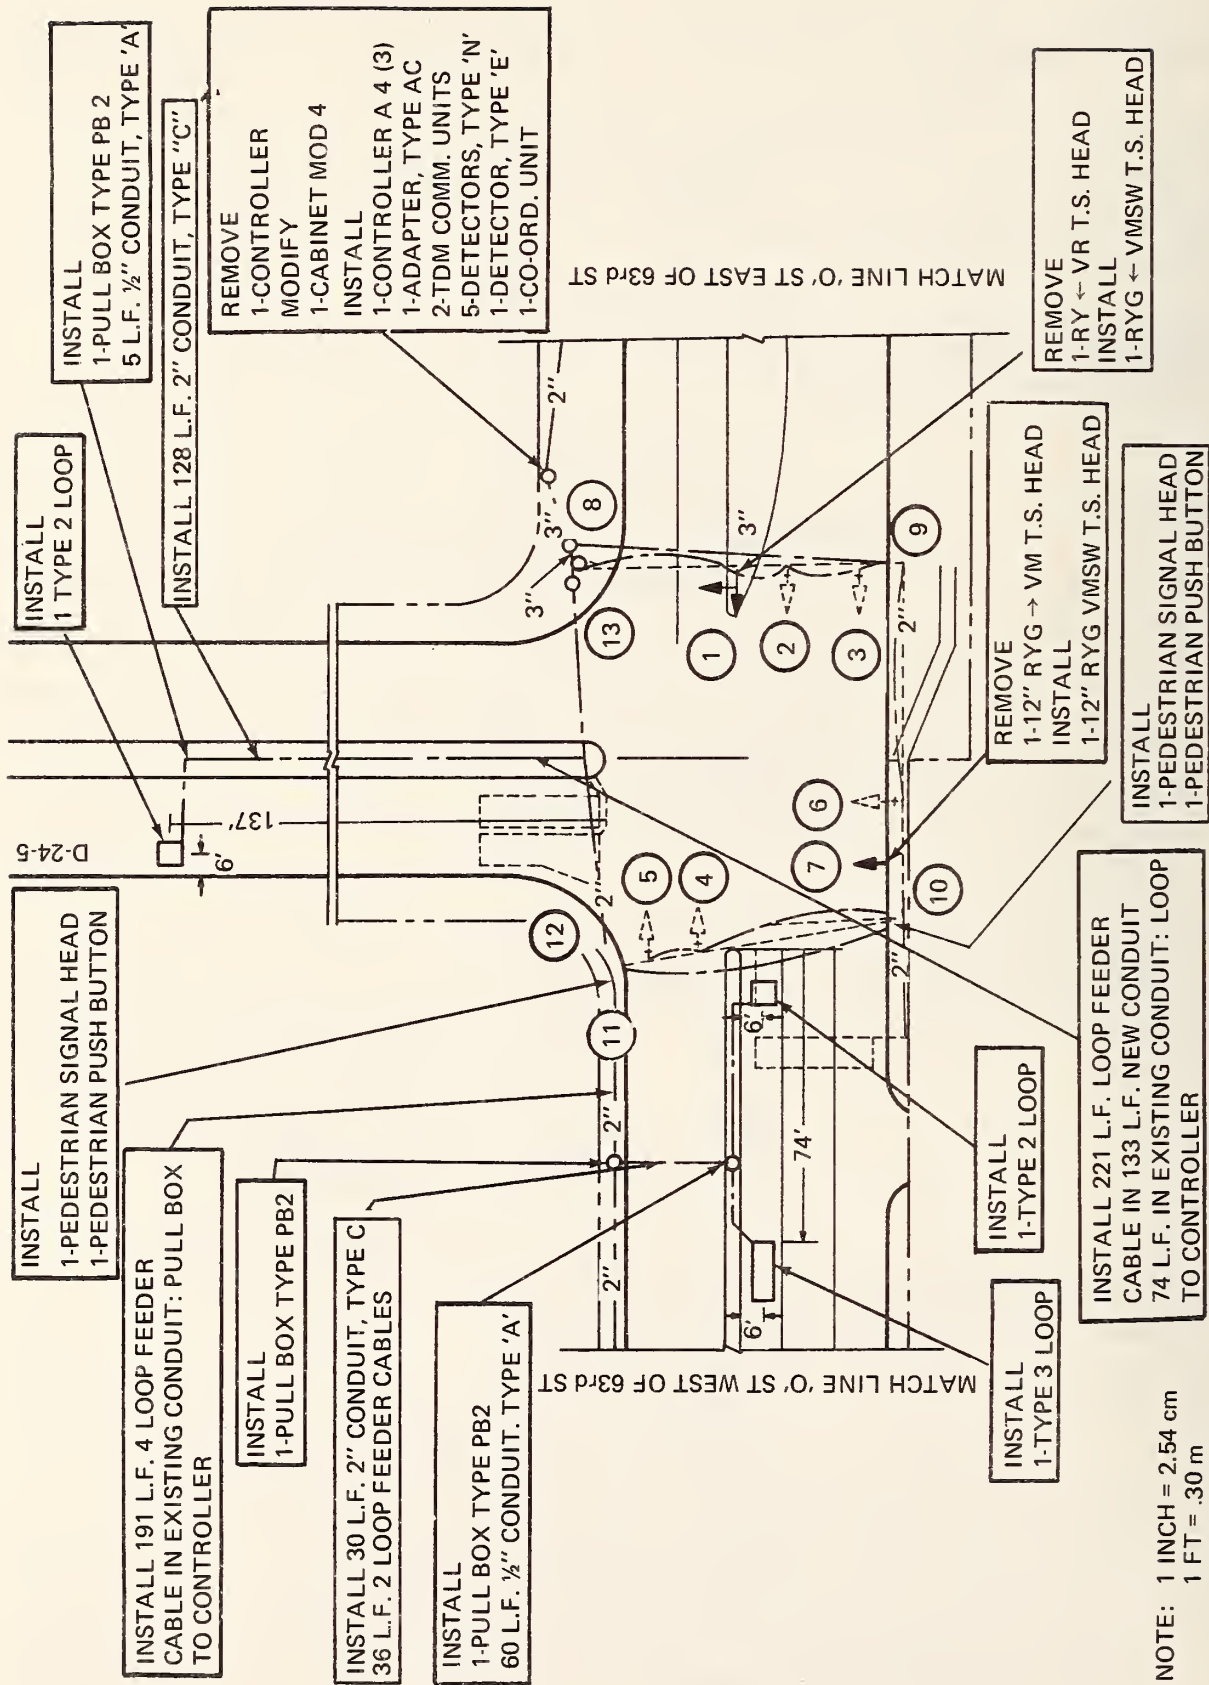 INSTALL
1-PEDESTRIAN SIGNAL HEAD
1-PEDESTRIAN PUSH BUTTON
INSTALL
1 TYPE 2 LOOP
INSTALL
1-PULL BOX TYPE PB 2
5 L.F. ½" CONDUIT, TYPE 'A'
INSTALL 128 L.F. 2" CONDUIT, TYPE "C"
REMOVE
1-CONTROLLER
MODIFY
1-CABINET MOD 4
INSTALL
1-CONTROLLER A 4 (3)
1-ADAPTER, TYPE AC
2-TDM COMM. UNITS
5-DETECTORS, TYPE 'N'
1-DETECTOR, TYPE 'E'
1-CO-ORD. UNIT
INSTALL 191 L.F. 4 LOOP FEEDER
CABLE IN EXISTING CONDUIT: PULL BOX
TO CONTROLLER
INSTALL
1-PULL BOX TYPE PB2
INSTALL 30 L.F. 2" CONDUIT, TYPE C
36 L.F. 2 LOOP FEEDER CABLES
INSTALL
1-PULL BOX TYPE PB2
60 L.F. ½" CONDUIT. TYPE 'A'
D-24-5
6'
137'
2"
2"
2"
2"
3"
3"
3"
2"
2"
12
11
13
8
5
4
7
6
1
2
3
9
10
6'
6'
74'
MATCH LINE 'O' ST WEST OF 63rd ST
MATCH LINE 'O' ST EAST OF 63rd ST
INSTALL
1-TYPE 3 LOOP
INSTALL
1-TYPE 2 LOOP
INSTALL 221 L.F. LOOP FEEDER
CABLE IN 133 L.F. NEW CONDUIT
74 L.F. IN EXISTING CONDUIT: LOOP
TO CONTROLLER
INSTALL
1-PEDESTRIAN SIGNAL HEAD
1-PEDESTRIAN PUSH BUTTON
REMOVE
1-12" RYG → VM T.S. HEAD
INSTALL
1-12" RYG VMSW T.S. HEAD
REMOVE
1-RY ← VR T.S. HEAD
INSTALL
1-RYG ← VMSW T.S. HEAD
NOTE: 1 INCH = 2.54 cm
1 FT = .30 m